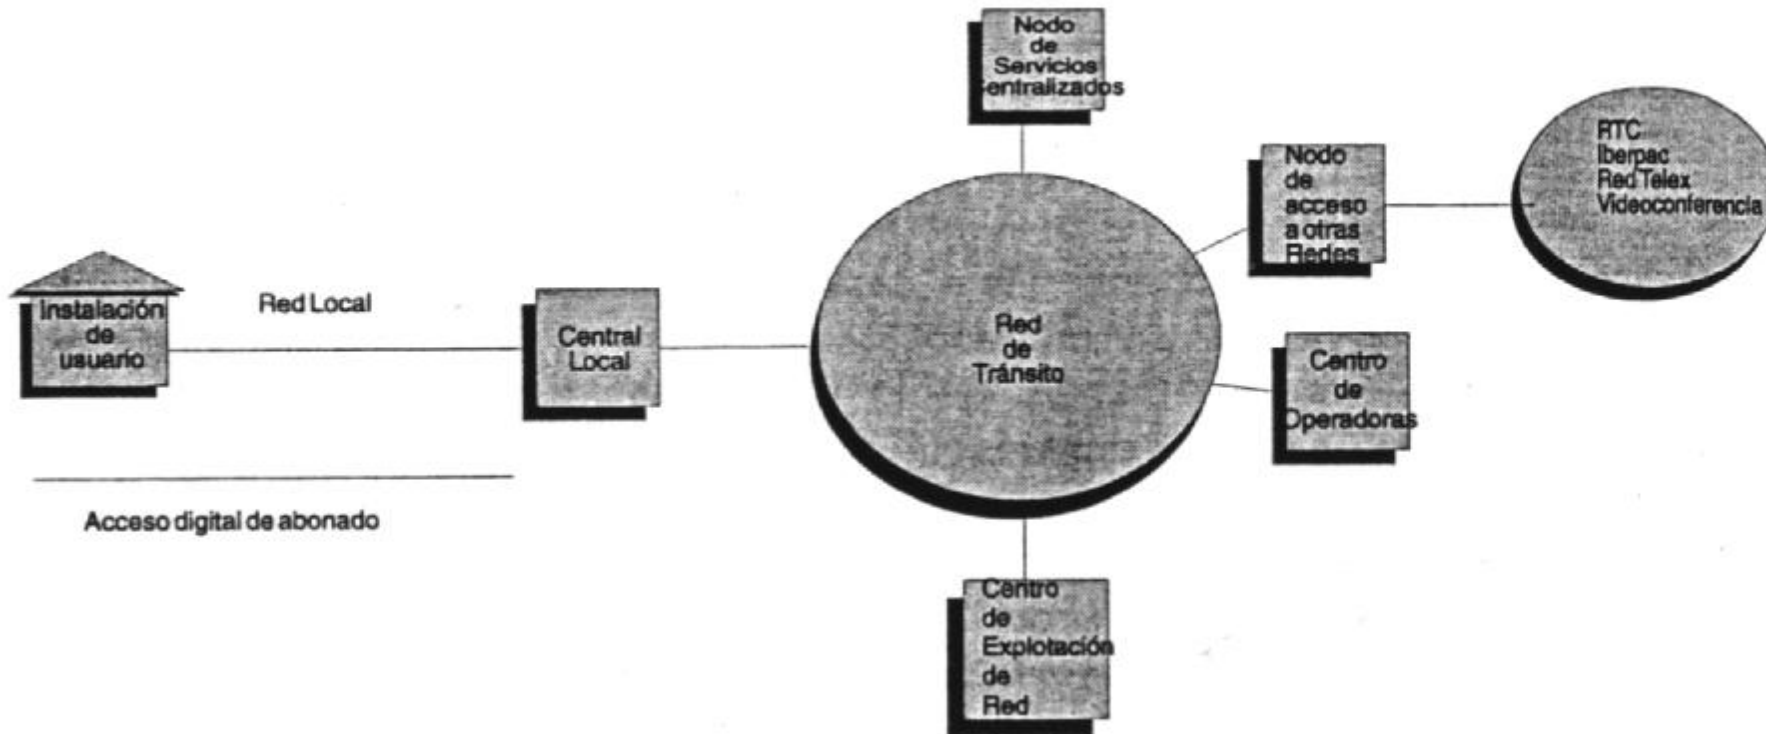 Nodo
de
Servicios
Centralizados
RTC
Iberpac
Red Telex
Videoconferencia
Nodo
de
acceso
a otras
Redes
Instalación
de
usuario
Red Local
Central
Local
Red
de
Tránsito
Centro
de
Operadoras
Acceso digital de abonado
Centro
de
Explotación
de
Red